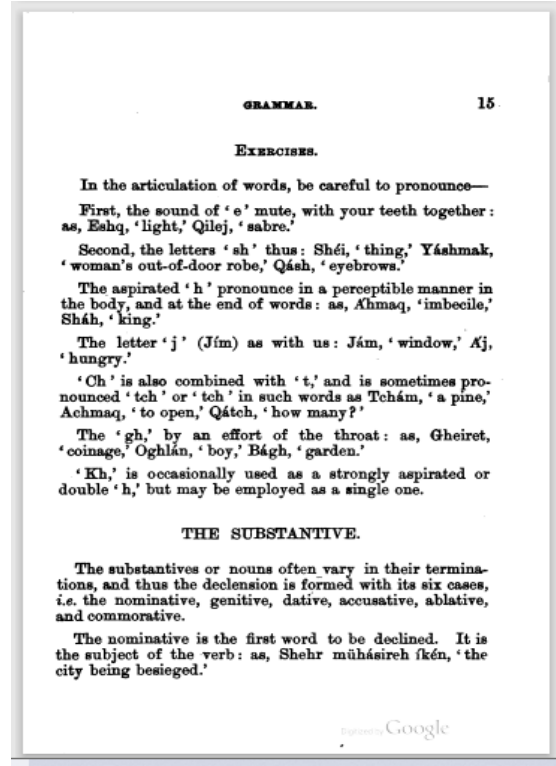 GRAMMAR. 15
EXERCISES.
In the articulation of words, be careful to pronounce—
First, the sound of ‘ e ’ mute, with your teeth together :
as, Eshq, ‘ light,’ Qilej, ‘ sabre.’
Second, the letters ‘ sh ’ thus : Shéi, ‘ thing,’ Yáshmak,
‘ woman's out-of-door robe,’ Qásh, ‘ eyebrows.’
The aspirated ‘ h ’ pronounce in a perceptible manner in
the body, and at the end of words : as, A՛hmaq, ‘imbecile,’
Sháh, ‘ king.’
The letter ‘ j ’ (Jím) as with us : Jám, ‘ window,’ A՛j,
‘ hungry.’
‘ Ch ’ is also combined with ‘ t,’ and is sometimes pro-
nounced ‘ tch ’ or ‘ tch ’ in such words as Tchám, ‘ a pine,’
Achmaq, ‘ to open,’ Qátch, ‘ how many ? ’
The ‘ gh,’ by an effort of the throat : as, Gheiret,
‘ coinage,’ Oghlán, ‘ boy,’ Bágh, ‘ garden.’
‘ Kh,’ is occasionally used as a strongly aspirated or
double ‘ h,’ but may be employed as a single one.
THE SUBSTANTIVE.
The substantives or nouns often vary in their termina-
tions, and thus the declension is formed with its six cases,
i.e. the nominative, genitive, dative, accusative, ablative,
and commorative.
The nominative is the first word to be declined. It is
the subject of the verb : as, Shehr mühásireh íkén, ‘ the
city being besieged.’
Digitized by Google